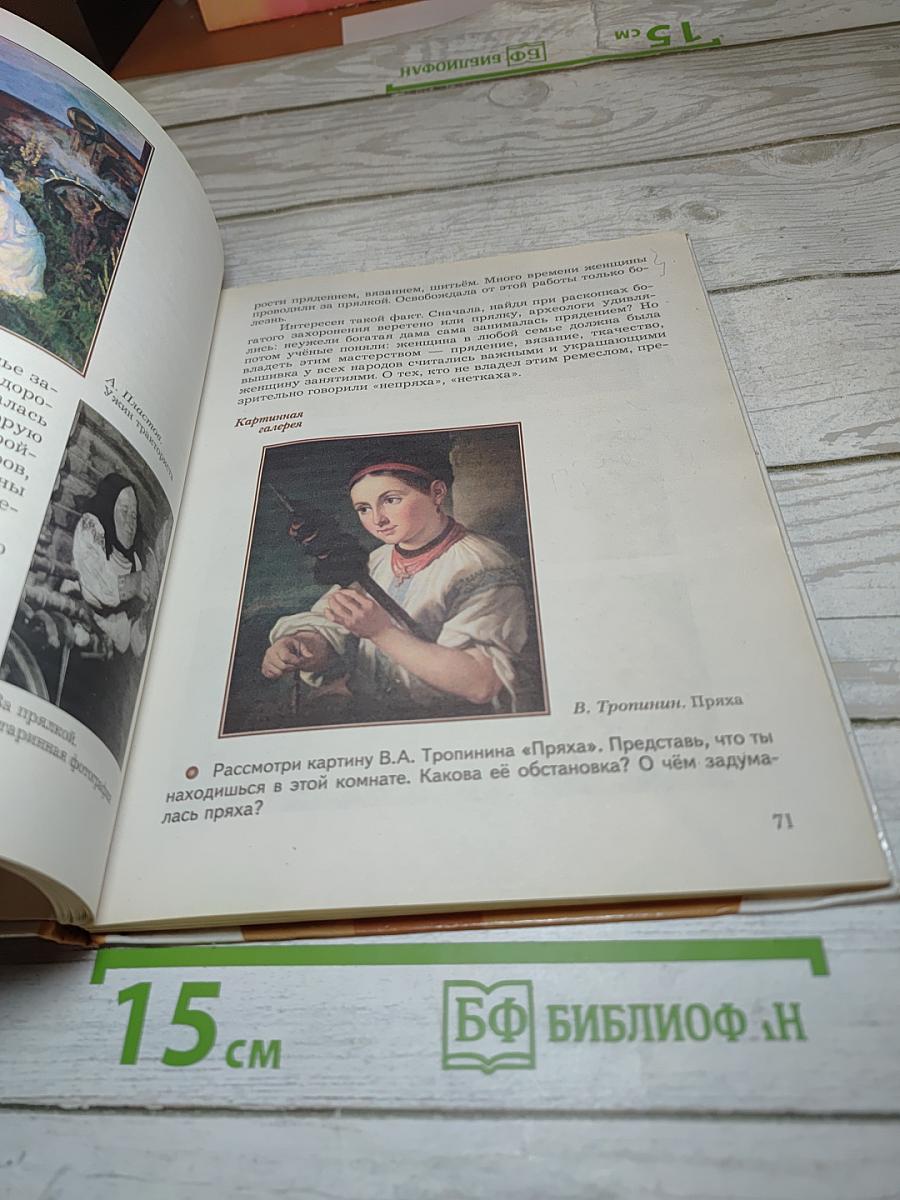 15 см
БФ БИБЛИОФАН
рости прядением, вязанием, шитьём. Много времени женщины
проводили за прялкой. Освобождала от этой работы только бо-
лезнь.
Интересен такой факт. Сначала, найдя при раскопках бо-
гатого захоронения веретено или прялку, археологи удивля-
лись: неужели богатая дама сама занималась прядением? Но
потом учёные поняли: женщина в любой семье должна была
владеть этим мастерством — прядение, вязание, ткачество,
вышивка у всех народов считались важными и украшающими
женщину занятиями. О тех, кто не владел этим ремеслом, пре-
зрительно говорили «непряха», «неткаха».
Картинная
галерея
В. Тропинин. Пряха
Рассмотри картину В.А. Тропинина «Пряха». Представь, что ты
находишься в этой комнате. Какова её обстановка? О чём задума-
лась пряха?
71
А. Пластов.
Ужин трактористов
За прялкой.
Старинная фотография
15 см
БФ БИБЛИОФ Н